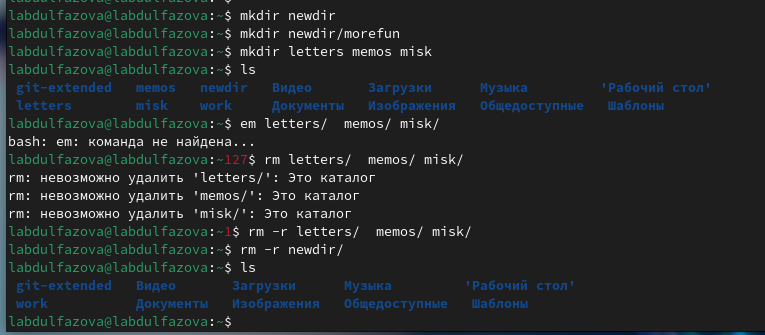 labdulfazova@labdulfazova:~$ mkdir newdir
labdulfazova@labdulfazova:~$ mkdir newdir/morefun
labdulfazova@labdulfazova:~$ mkdir letters memos misk
labdulfazova@labdulfazova:~$ ls
git-extended memos newdir Видео Загрузки Музыка 'Рабочий стол'
letters misk work Документы Изображения Общедоступные Шаблоны
labdulfazova@labdulfazova:~$ em letters/ memos/ misk/
bash: em: команда не найдена...
labdulfazova@labdulfazova:~127$ rm letters/ memos/ misk/
rm: невозможно удалить 'letters/': Это каталог
rm: невозможно удалить 'memos/': Это каталог
rm: невозможно удалить 'misk/': Это каталог
labdulfazova@labdulfazova:~1$ rm -r letters/ memos/ misk/
labdulfazova@labdulfazova:~$ rm -r newdir/
labdulfazova@labdulfazova:~$ ls
git-extended Видео Загрузки Музыка 'Рабочий стол'
work Документы Изображения Общедоступные Шаблоны
labdulfazova@labdulfazova:~$